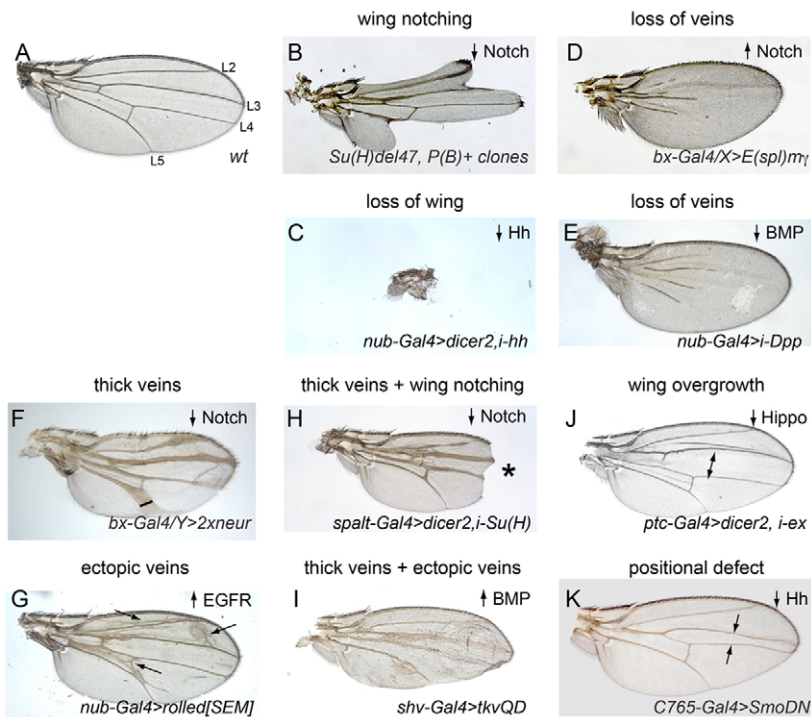 wing notching
loss of veins
A
L2
L3
L4
L5
wt
B
↓ Notch
Su(H)del47, P(B)+ clones
D
↑ Notch
bx-Gal4/X>E(spl)mγ
loss of wing
loss of veins
C
↓ Hh
nub-Gal4>dicer2,i-hh
E
↓ BMP
nub-Gal4>i-Dpp
thick veins
thick veins + wing notching
wing overgrowth
F
↓ Notch
bx-Gal4/Y>2xneur
H
↓ Notch
*
spalt-Gal4>dicer2,i-Su(H)
J
↓ Hippo
ptc-Gal4>dicer2, i-ex
ectopic veins
thick veins + ectopic veins
positional defect
G
↑ EGFR
nub-Gal4>rolled[SEM]
I
↑ BMP
shv-Gal4>tkvQD
K
↓ Hh
C765-Gal4>SmoDN